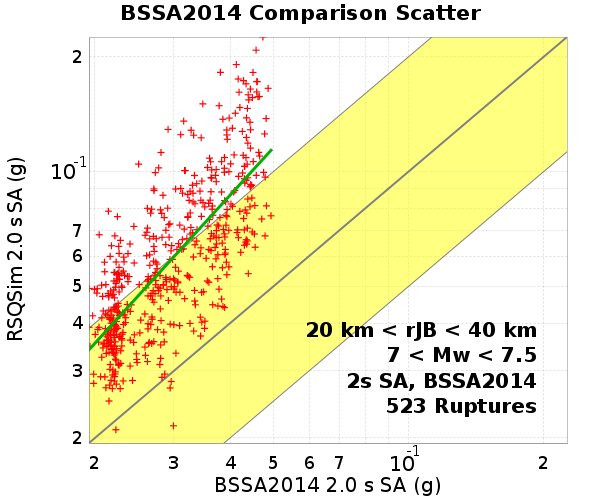 BSSA2014 Comparison Scatter
RSQSim 2.0 s SA (g)
2
10-1
7
6
5
4
3
2
20 km < rJB < 40 km
7 < Mw < 7.5
2s SA, BSSA2014
523 Ruptures
2 3 4 5 6 7 10-1 2
BSSA2014 2.0 s SA (g)